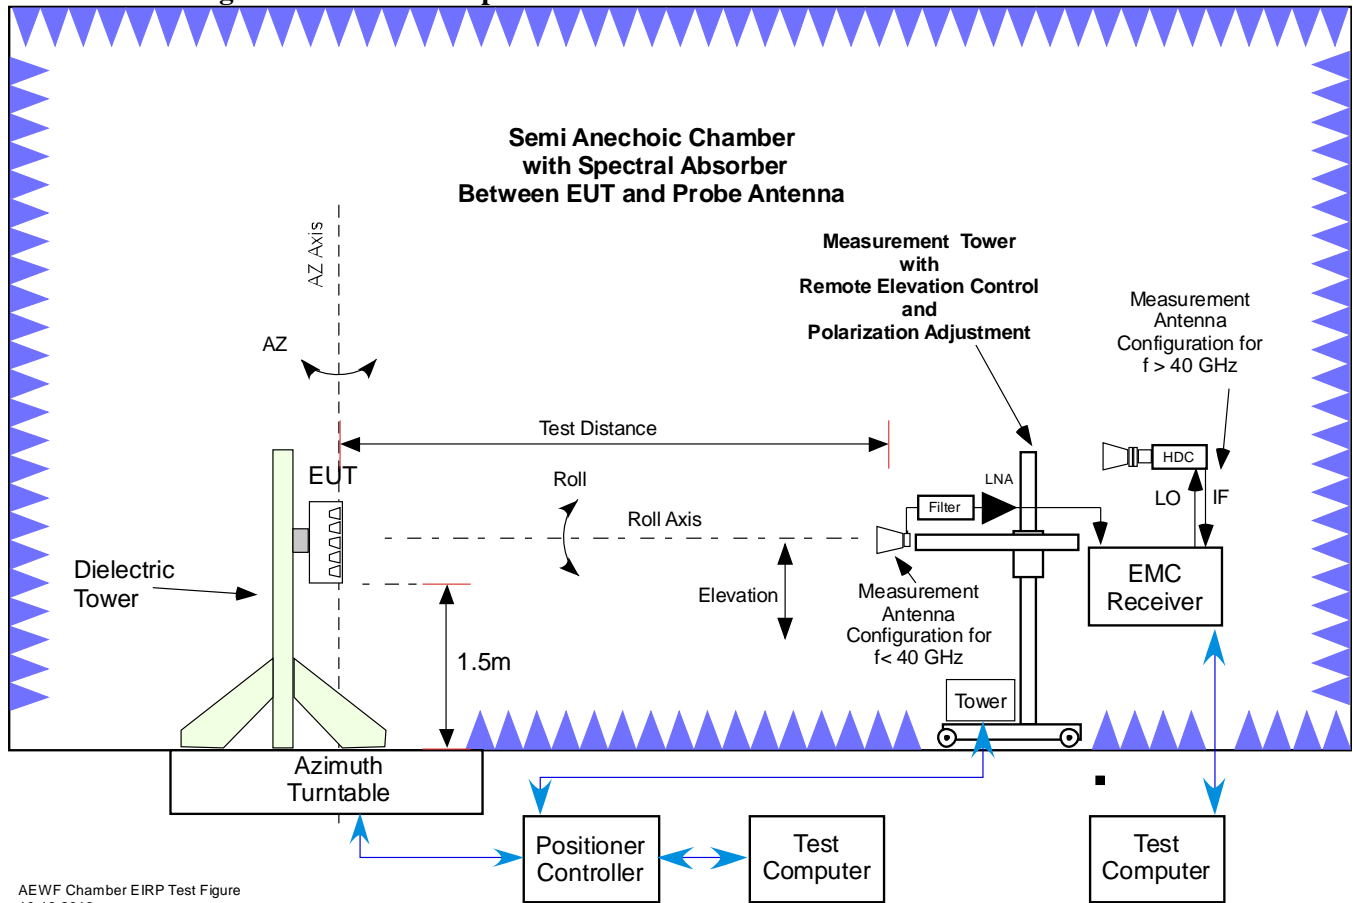 Semi Anechoic Chamber
with Spectral Absorber
Between EUT and Probe Antenna
AZ Axis
AZ
Measurement Tower
with
Remote Elevation Control
and
Polarization Adjustment
Measurement
Antenna
Configuration for
f > 40 GHz
Test Distance
EUT
Roll
Roll Axis
Filter
LNA
HDC
LO
IF
Dielectric
Tower
Elevation
1.5m
Measurement
Antenna
Configuration for
f< 40 GHz
EMC
Receiver
Tower
Azimuth
Turntable
Positioner
Controller
Test
Computer
Test
Computer
AEWF Chamber EIRP Test Figure